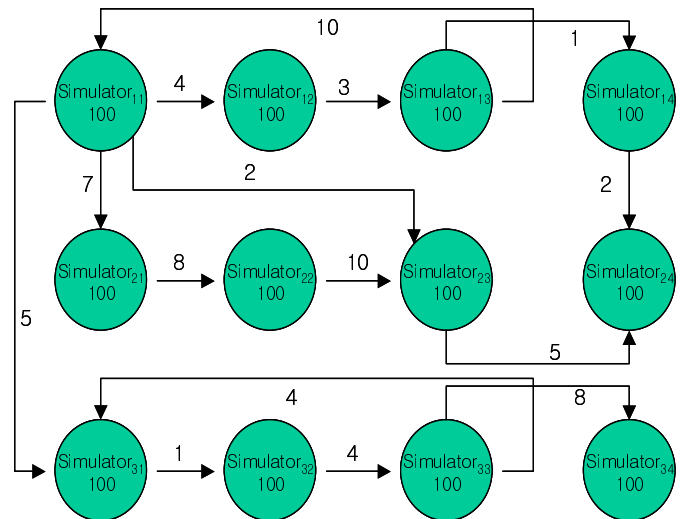 10
1
Simulator₁₁
100
4
Simulator₁₂
100
3
Simulator₁₃
100
Simulator₁₄
100
7
2
2
Simulator₂₁
100
8
Simulator₂₂
100
10
Simulator₂₃
100
Simulator₂₄
100
5
5
4
8
Simulator₃₁
100
1
Simulator₃₂
100
4
Simulator₃₃
100
Simulator₃₄
100